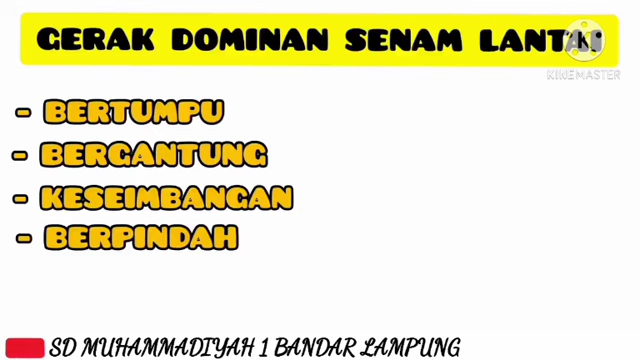 GERAK DOMINAN SENAM LANTAI
KINEMASTER
- BERTUMPU
- BERGANTUNG
- KESEIMBANGAN
- BERPINDAH
SD MUHAMMADIYAH 1 BANDAR LAMPUNG